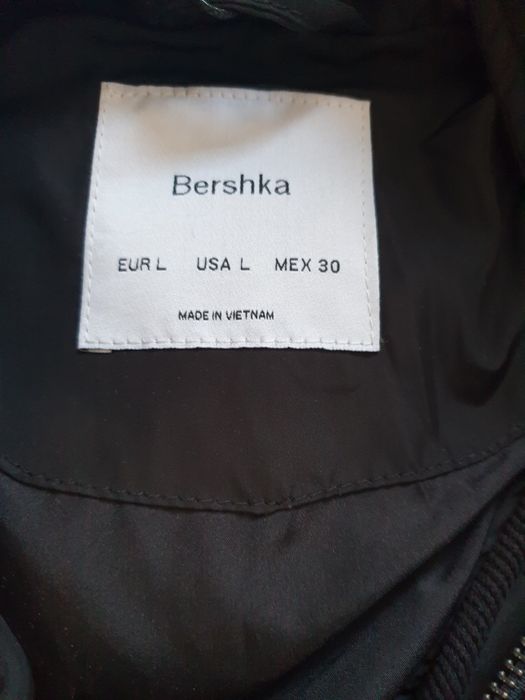 Bershka
EUR L USA L MEX 30
MADE IN VIETNAM